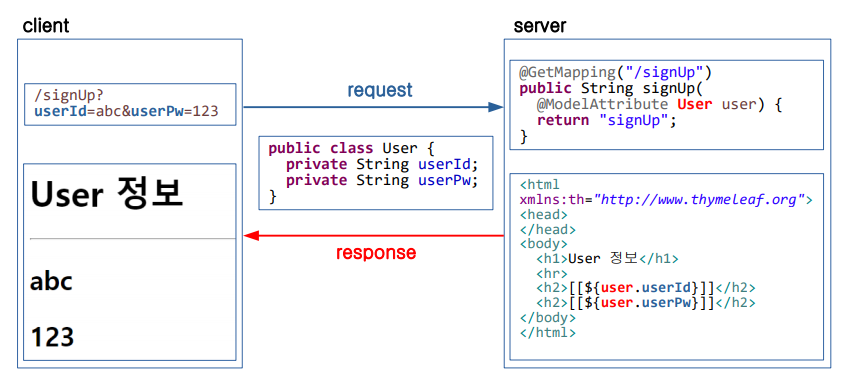 client
server
/signUp?
userId=abc&userPw=123
request
@GetMapping("/signUp")
public String signUp(
@ModelAttribute User user) {
return "signUp";
}
public class User {
private String userId;
private String userPw;
}
User 정보
abc
123
response
<html
xmlns:th="http://www.thymeleaf.org">
<head>
</head>
<body>
<h1>User 정보</h1>
<hr>
<h2>[[${user.userId}]]</h2>
<h2>[[${user.userPw}]]</h2>
</body>
</html>